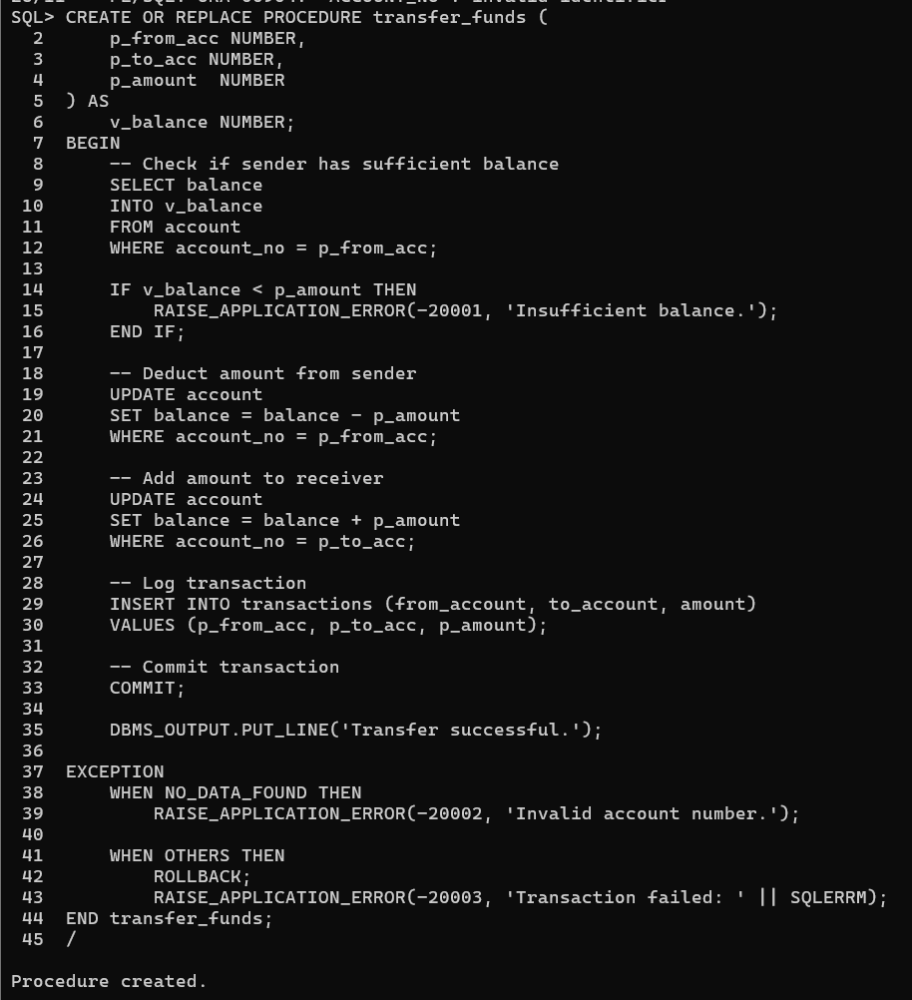 SQL> CREATE OR REPLACE PROCEDURE transfer_funds (
  2      p_from_acc NUMBER,
  3      p_to_acc NUMBER,
  4      p_amount  NUMBER
  5  ) AS
  6      v_balance NUMBER;
  7  BEGIN
  8      -- Check if sender has sufficient balance
  9      SELECT balance
 10      INTO v_balance
 11      FROM account
 12      WHERE account_no = p_from_acc;
 13
 14      IF v_balance < p_amount THEN
 15          RAISE_APPLICATION_ERROR(-20001, 'Insufficient balance.');
 16      END IF;
 17
 18      -- Deduct amount from sender
 19      UPDATE account
 20      SET balance = balance - p_amount
 21      WHERE account_no = p_from_acc;
 22
 23      -- Add amount to receiver
 24      UPDATE account
 25      SET balance = balance + p_amount
 26      WHERE account_no = p_to_acc;
 27
 28      -- Log transaction
 29      INSERT INTO transactions (from_account, to_account, amount)
 30      VALUES (p_from_acc, p_to_acc, p_amount);
 31
 32      -- Commit transaction
 33      COMMIT;
 34
 35      DBMS_OUTPUT.PUT_LINE('Transfer successful.');
 36
 37  EXCEPTION
 38      WHEN NO_DATA_FOUND THEN
 39          RAISE_APPLICATION_ERROR(-20002, 'Invalid account number.');
 40
 41      WHEN OTHERS THEN
 42          ROLLBACK;
 43          RAISE_APPLICATION_ERROR(-20003, 'Transaction failed: ' || SQLERRM);
 44  END transfer_funds;
 45  /

Procedure created.